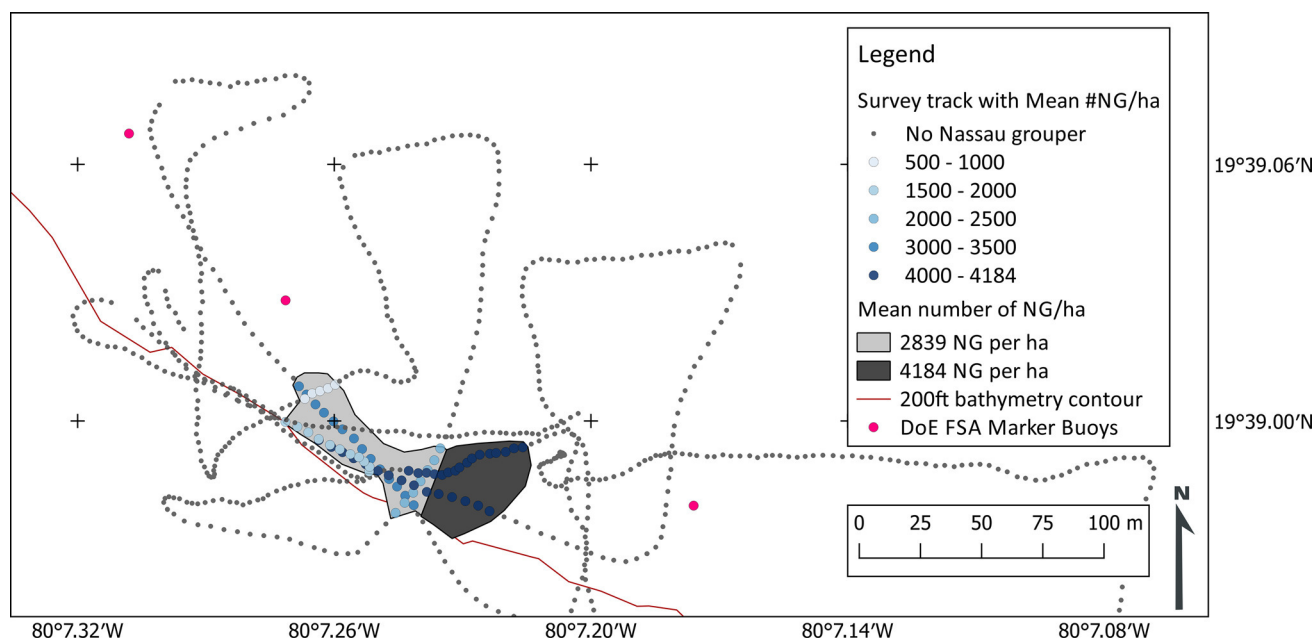 Legend
Survey track with Mean #NG/ha
No Nassau grouper
500 - 1000
1500 - 2000
2000 - 2500
3000 - 3500
4000 - 4184
Mean number of NG/ha
2839 NG per ha
4184 NG per ha
200ft bathymetry contour
DoE FSA Marker Buoys
19°39.06’N
19°39.00’N
0 25 50 75 100 m
N
80°7.32’W 80°7.26’W 80°7.20’W 80°7.14’W 80°7.08’W